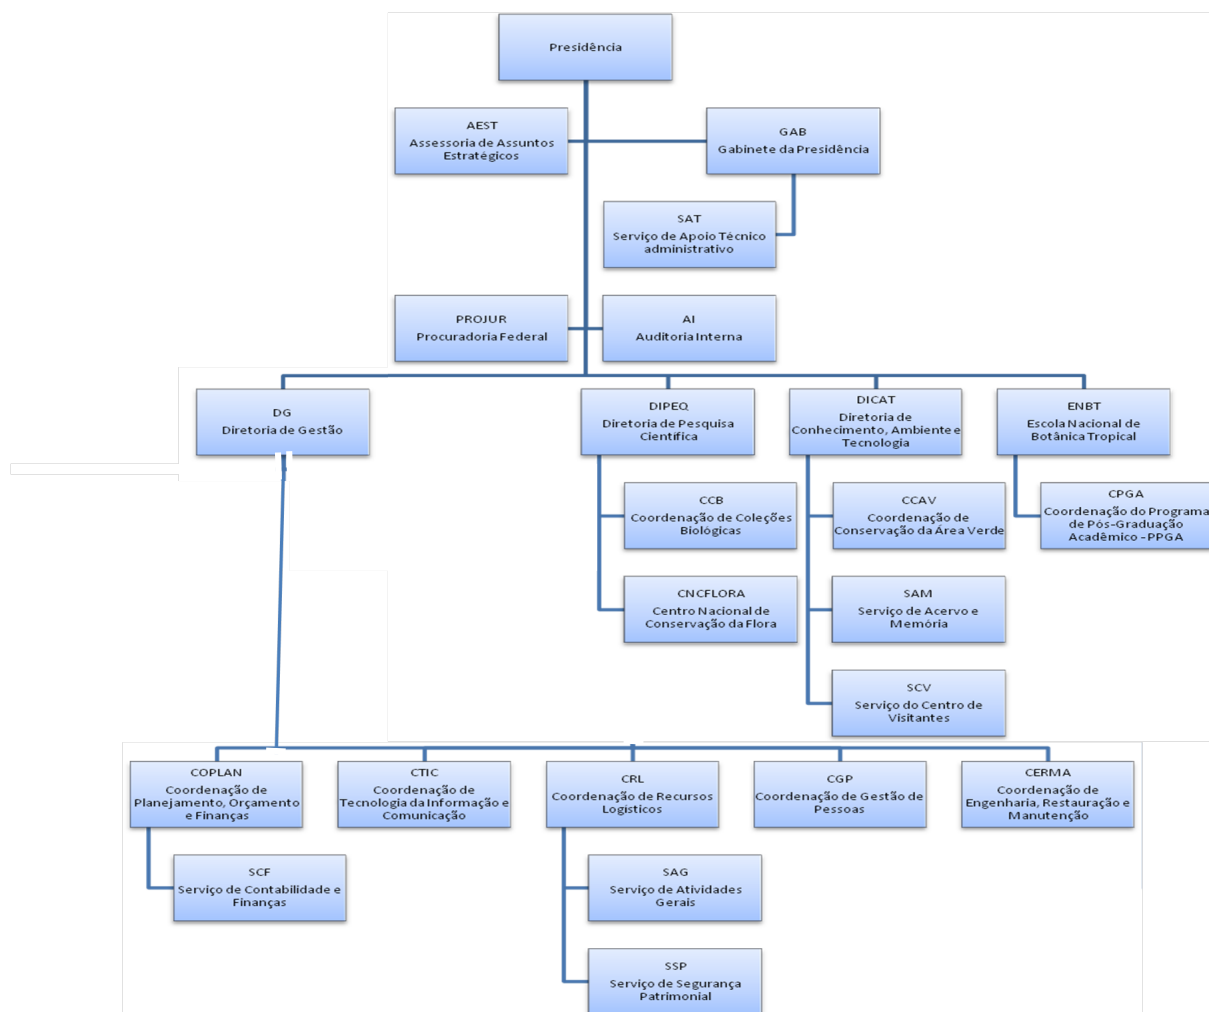 Presidência
AEST
Assessoria de Assuntos
Estratégicos
GAB
Gabinete da Presidência
SAT
Serviço de Apoio Técnico
administrativo
PROJUR
Procuradoria Federal
AI
Auditoria Interna
DG
Diretoria de Gestão
DIPEQ
Diretoria de Pesquisa
Científica
DICAT
Diretoria de
Conhecimento, Ambiente e
Tecnologia
ENBT
Escola Nacional de
Botânica Tropical
CCB
Coordenação de Coleções
Biológicas
CCAV
Coordenação de
Conservação da Área Verde
CPGA
Coordenação do Programa
de Pós-Graduação
Acadêmico - PPGA
CNCFLORA
Centro Nacional de
Conservação da Flora
SAM
Serviço de Acervo e
Memória
SCV
Serviço do Centro de
Visitantes
COPLAN
Coordenação de
Planejamento, Orçamento
e Finanças
CTIC
Coordenação de
Tecnologia da Informação e
Comunicação
CRL
Coordenação de Recursos
Logísticos
CGP
Coordenação de Gestão de
Pessoas
CERMA
Coordenação de
Engenharia, Restauração e
Manutenção
SCF
Serviço de Contabilidade e
Finanças
SAG
Serviço de Atividades
Gerais
SSP
Serviço de Segurança
Patrimonial